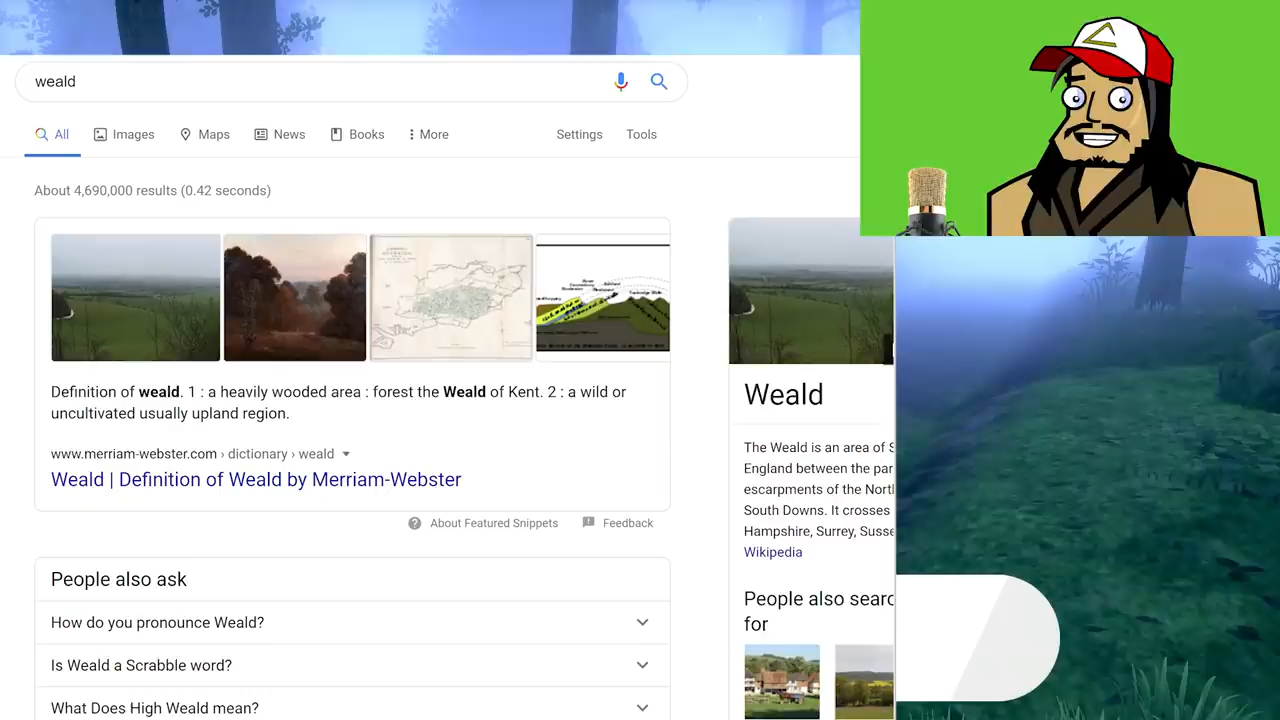 weald
All
Images
Maps
News
Books
More
Settings
Tools
About 4,690,000 results (0.42 seconds)
Definition of weald. 1 : a heavily wooded area : forest the Weald of Kent. 2 : a wild or
uncultivated usually upland region.
www.merriam-webster.com › dictionary › weald
Weald | Definition of Weald by Merriam-Webster
About Featured Snippets
Feedback
People also ask
How do you pronounce Weald?
Is Weald a Scrabble word?
What Does High Weald mean?
Weald
The Weald is an area of S
England between the par
escarpments of the Nort
South Downs. It crosses
Hampshire, Surrey, Susse
Wikipedia
People also searc
for